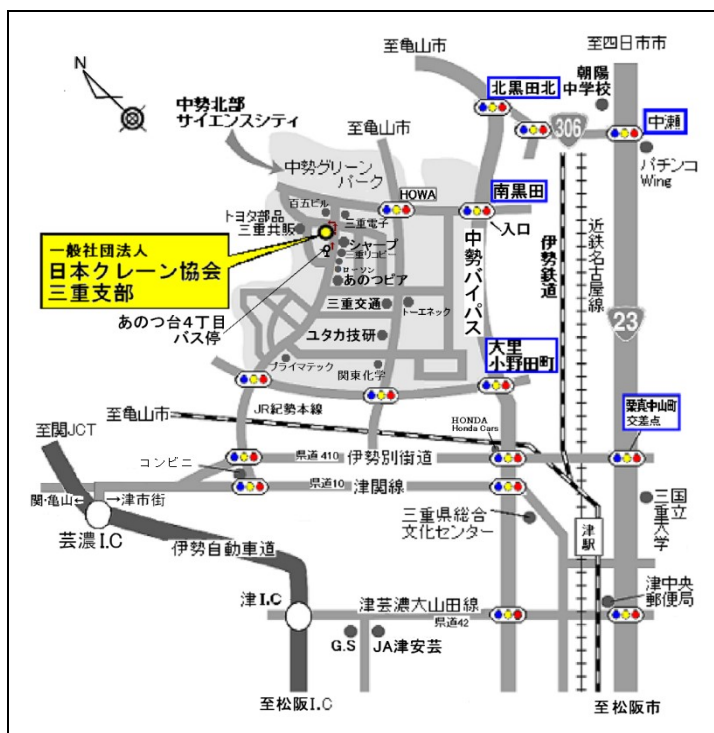 至亀山市
至四日市市
N
朝陽
中学校
北黒田北
306
中瀬
中勢北部
サイエンスシティ
至亀山市
パチンコ
Wing
中勢グリーン
パーク
HOWA
南黒田
百五ビル
トヨタ部品
三重共販
三重電子
入口
一般社団法人
日本クレーン協会
三重支部
シャープ
三重リコピー
ローソン
あのつピア
中勢バイパス
伊勢鉄道
近鉄名古屋線
23
あのつ台4丁目
バス停
三重交通
トーエネック
ユタカ技研
大里
小野田町
プライマテック
関東化学
JR紀勢本線
至亀山市
栗真中山町
交差点
至関JCT
HONDA
Honda Cars
県道 410
伊勢別街道
コンビニ
県道10
津関線
関・亀山←
→津市街
芸濃I.C
伊勢自動車道
三重県総合
文化センター
津駅
三国
重立
大学
津I.C
津芸濃大山田線
県道42
津中央
郵便局
G.S
JA津安芸
至松阪I.C
至松阪市